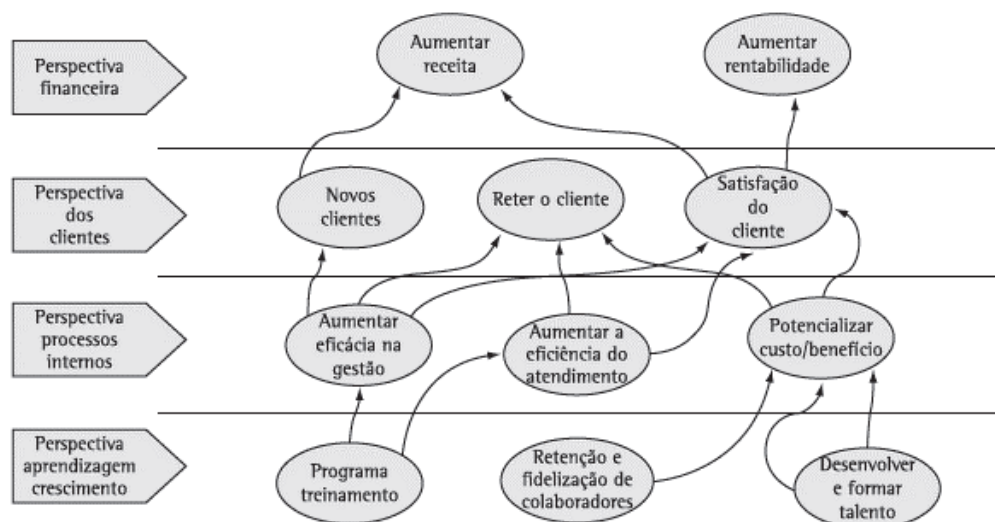 Perspectiva
financeira
Aumentar
receita
Aumentar
rentabilidade
Perspectiva
dos
clientes
Novos
clientes
Reter o cliente
Satisfação
do
cliente
Perspectiva
processos
internos
Aumentar
eficácia na
gestão
Aumentar a
eficiência do
atendimento
Potencializar
custo/benefício
Perspectiva
aprendizagem
crescimento
Programa
treinamento
Retenção e
fidelização de
colaboradores
Desenvolver
e formar
talento